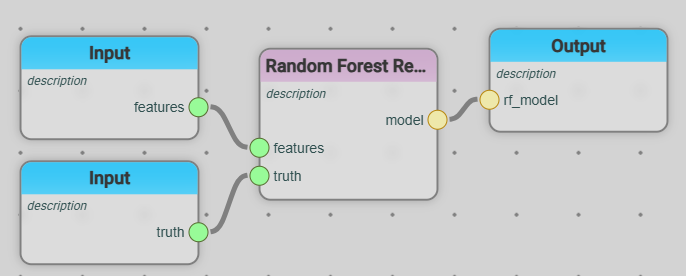 Input
description
features
Input
description
truth
Random Forest Re...
description
model
features
truth
Output
description
rf_model